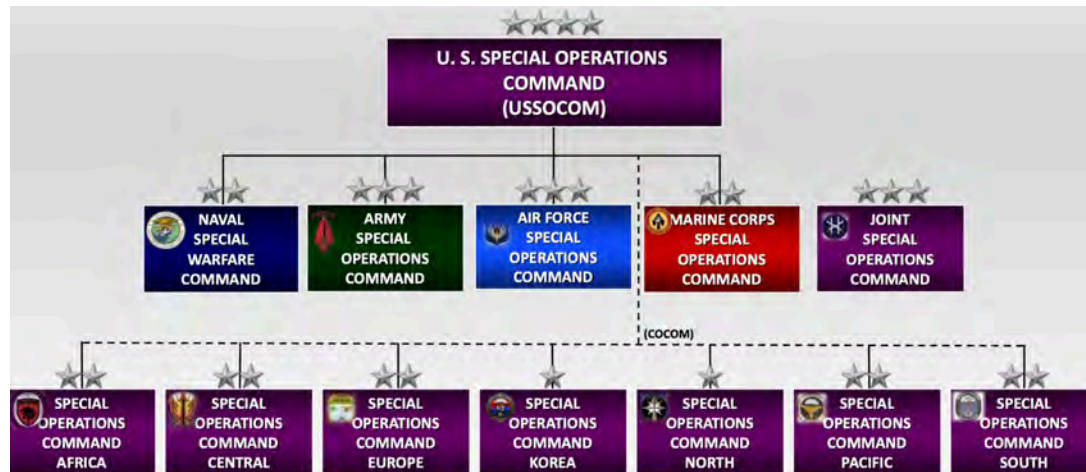 U. S. SPECIAL OPERATIONS
COMMAND
(USSOCOM)
NAVAL
SPECIAL
WARFARE
COMMAND
ARMY
SPECIAL
OPERATIONS
COMMAND
AIR FORCE
SPECIAL
OPERATIONS
COMMAND
MARINE CORPS
SPECIAL
OPERATIONS
COMMAND
JOINT
SPECIAL
OPERATIONS
COMMAND
(COCOM)
SPECIAL
OPERATIONS
COMMAND
AFRICA
SPECIAL
OPERATIONS
COMMAND
CENTRAL
SPECIAL
OPERATIONS
COMMAND
EUROPE
SPECIAL
OPERATIONS
COMMAND
KOREA
SPECIAL
OPERATIONS
COMMAND
NORTH
SPECIAL
OPERATIONS
COMMAND
PACIFIC
SPECIAL
OPERATIONS
COMMAND
SOUTH